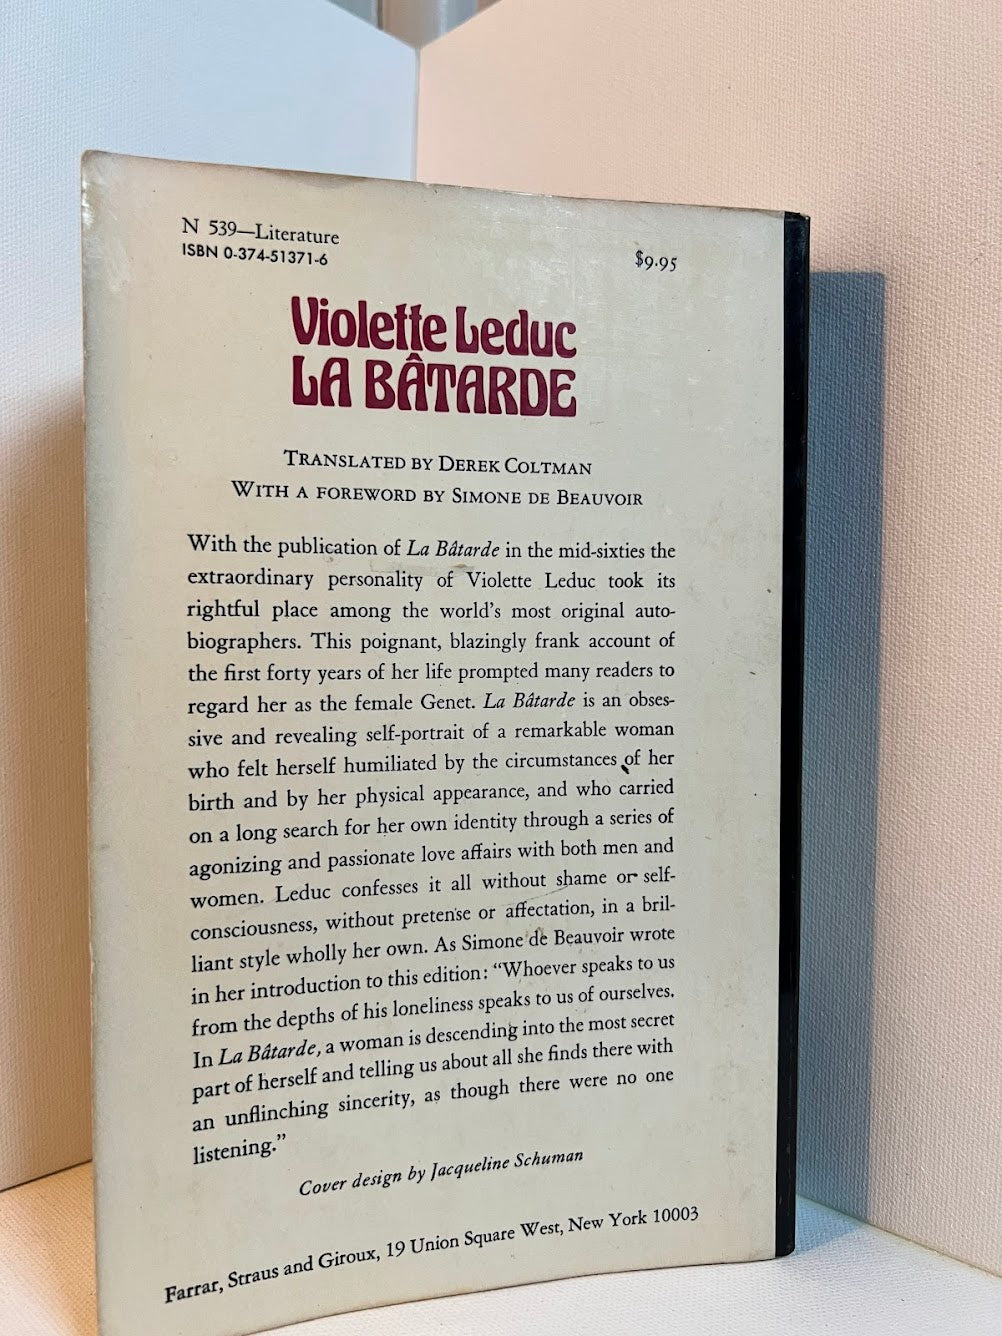 N 539—Literature
ISBN 0-374-51371-6
$9.95
Violette Leduc
LA BÂTARDE
TRANSLATED BY DEREK COLTMAN
WITH A FOREWORD BY SIMONE DE BEAUVOIR
With the publication of La Bâtarde in the mid-sixties the
extraordinary personality of Violette Leduc took its
rightful place among the world's most original auto-
biographers. This poignant, blazingly frank account of
the first forty years of her life prompted many readers to
regard her as the female Genet. La Bâtarde is an obses-
sive and revealing self-portrait of a remarkable woman
who felt herself humiliated by the circumstances of her
birth and by her physical appearance, and who carried
on a long search for her own identity through a series of
agonizing and passionate love affairs with both men and
women. Leduc confesses it all without shame or self-
consciousness, without pretense or affectation, in a bril-
liant style wholly her own. As Simone de Beauvoir wrote
in her introduction to this edition: “Whoever speaks to us
from the depths of his loneliness speaks to us of ourselves.
In La Bâtarde, a woman is descending into the most secret
part of herself and telling us about all she finds there with
an unflinching sincerity, as though there were no one
listening.”
Cover design by Jacqueline Schuman
Farrar, Straus and Giroux, 19 Union Square West, New York 10003